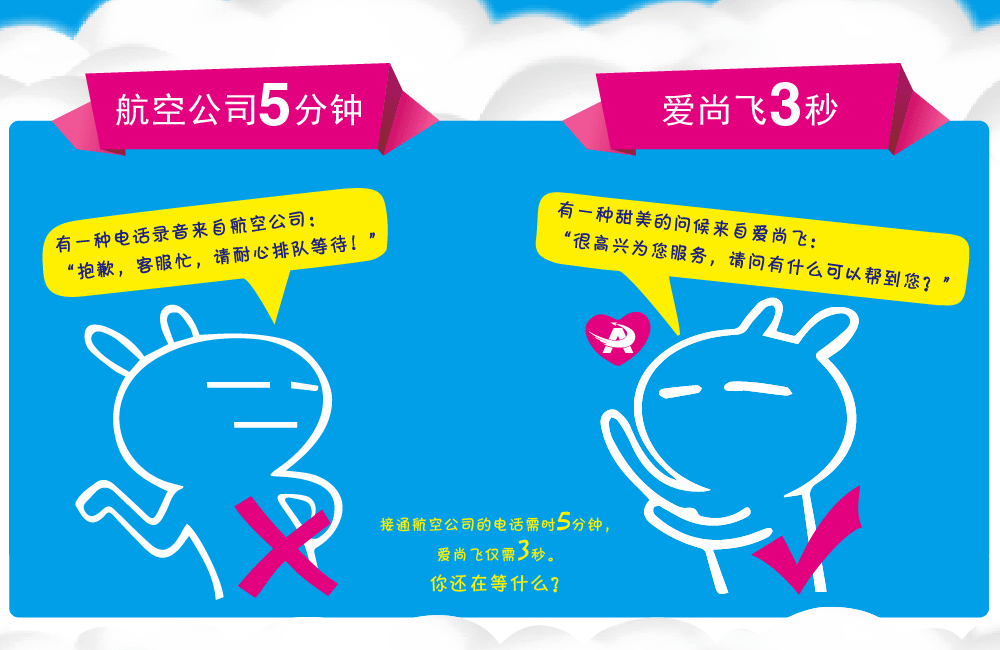 航空公司5分钟
爱尚飞3秒
有一种电话录音来自航空公司：
“抱歉，客服忙，请耐心排队等待！”
有一种甜美的问候来自爱尚飞：
“很高兴为您服务，请问有什么可以帮到您？”
接通航空公司的电话需时5分钟，
爱尚飞仅需3秒。
你还在等什么？